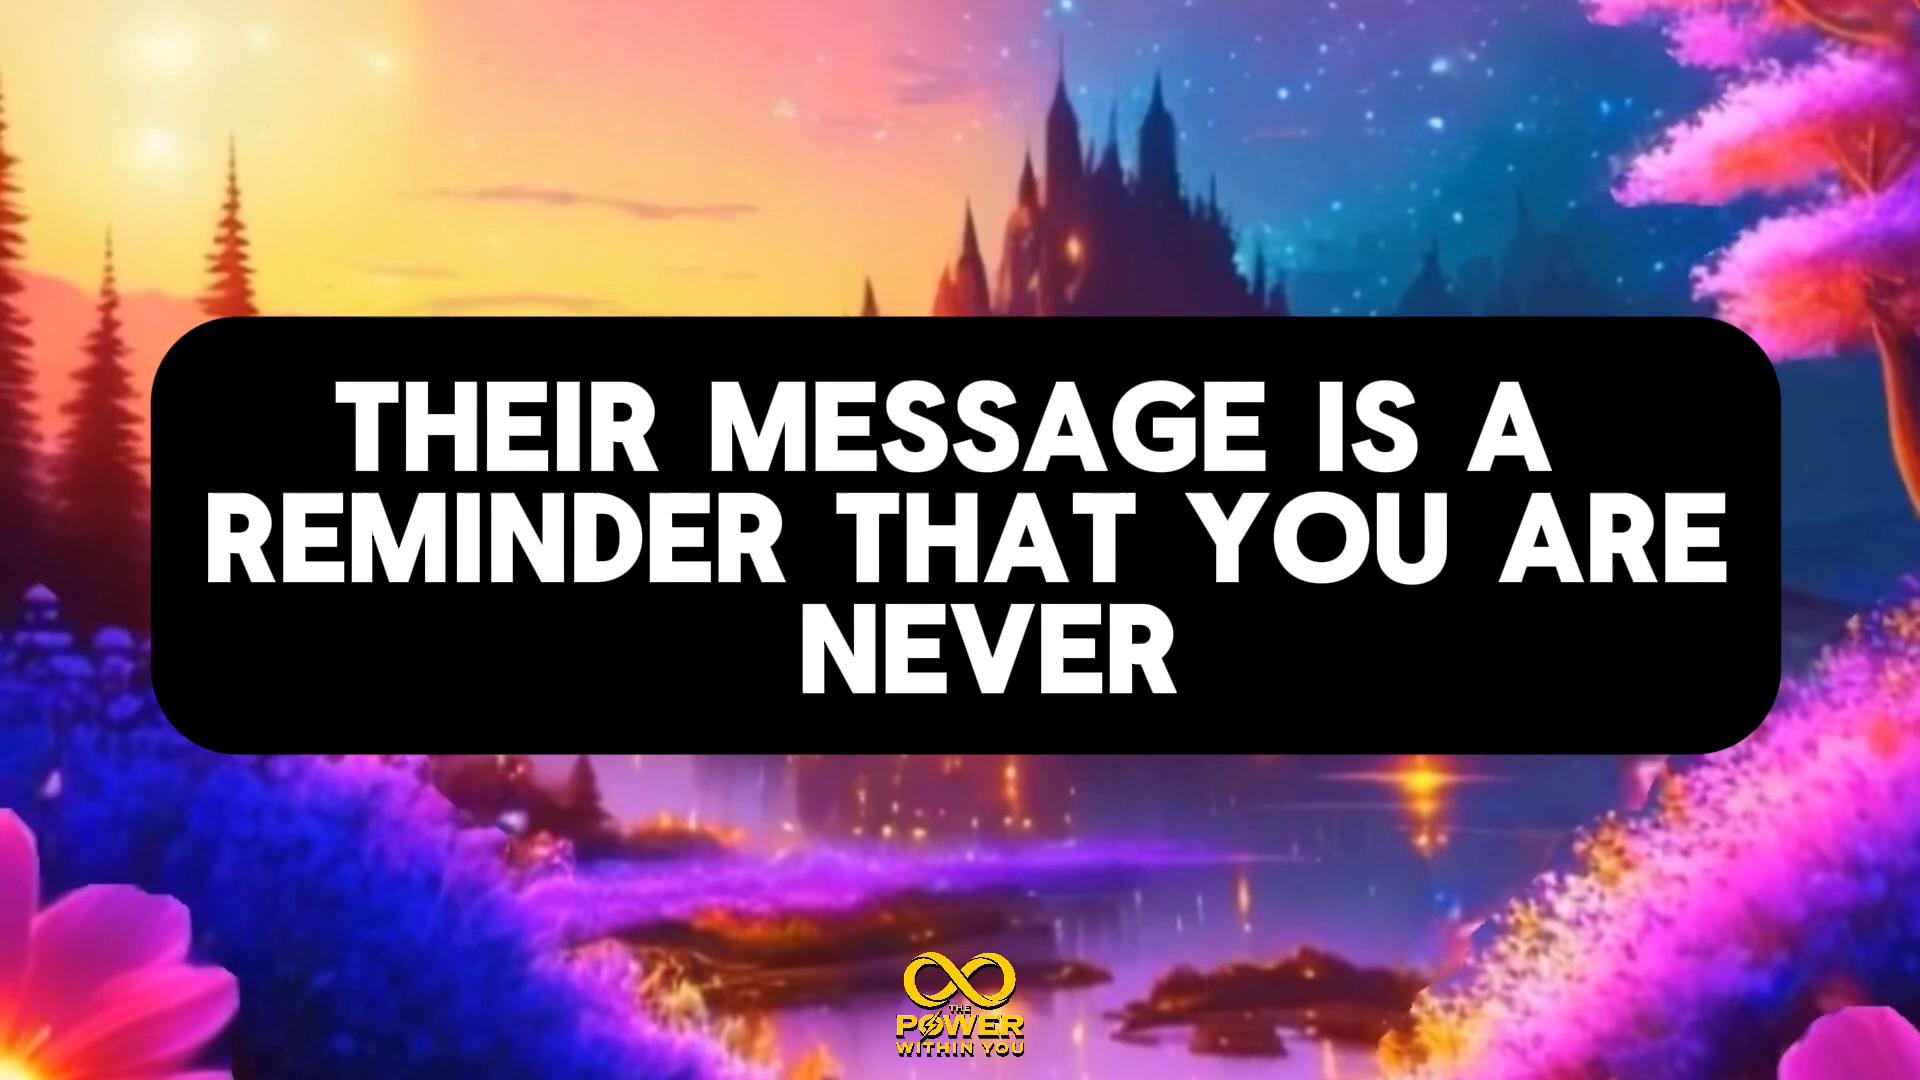 THEIR MESSAGE IS A
REMINDER THAT YOU ARE
NEVER
THE
POWER
WITHIN YOU